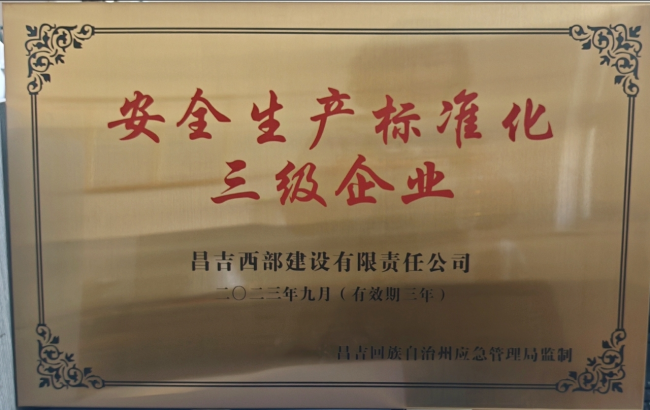 安全生产标准化
三级企业
昌吉西部建设有限责任公司
二〇二三年九月（有效期三年）
昌吉回族自治州应急管理局监制